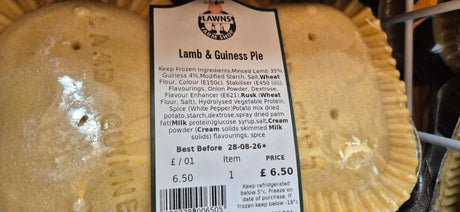 LAWNS
FARM SHOP
Lamb & Guiness Pie
Keep Frozen Ingredients:Minced Lamb 35%
Guiness 4%,Modified Starch, Salt,Wheat
Flour, Colour (E150c), Stabiliser (E450 (iii),
Flavourings, Onion Powder, Dextrose,
Flavour Enhancer (E621),Rusk (Wheat
Flour, Salt), Hydrolysed Vegetable Protein,
Spice (White Pepper)Potato mix dried
potato,starch,dextrose,spray dried palm
fat(Milk protein)glucose syrup,salt,Cream
powder (Cream solids skimmed Milk
solids) flavourings, spice
Best Before 28-08-26*
£ /01 Item PRICE
6.50 1 £ 6.50
Keep refridgerated
below 5°c. Freeze on
date of purchase. if
frozen keep below -18°c
006505